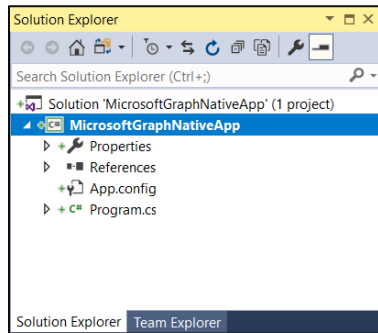 Solution Explorer
Search Solution Explorer (Ctrl+;)
Solution 'MicrosoftGraphNativeApp' (1 project)
C# MicrosoftGraphNativeApp
Properties
References
App.config
C# Program.cs
Solution Explorer Team Explorer